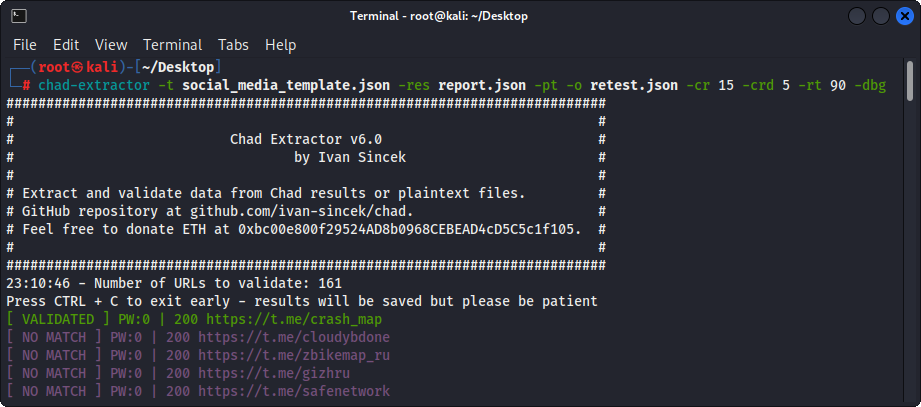 Terminal - root@kali: ~/Desktop
File Edit View Terminal Tabs Help
┌──(root㉿kali)-[~/Desktop]
└─# chad-extractor -t social_media_template.json -res report.json -pt -o retest.json -cr 15 -crd 5 -rt 90 -dbg
###########################################################################
#                                                                         #
#                           Chad Extractor v6.0                           #
#                                   by Ivan Sincek                        #
#                                                                         #
# Extract and validate data from Chad results or plaintext files.         #
# GitHub repository at github.com/ivan-sincek/chad.                       #
# Feel free to donate ETH at 0xbc00e800f29524AD8b0968CEBEAD4cD5C5c1f105.  #
#                                                                         #
###########################################################################
23:10:46 - Number of URLs to validate: 161
Press CTRL + C to exit early - results will be saved but please be patient
[ VALIDATED ] PW:0 | 200 https://t.me/crash_map
[ NO MATCH ] PW:0 | 200 https://t.me/cloudybdone
[ NO MATCH ] PW:0 | 200 https://t.me/zbikemap_ru
[ NO MATCH ] PW:0 | 200 https://t.me/gizhru
[ NO MATCH ] PW:0 | 200 https://t.me/safenetwork